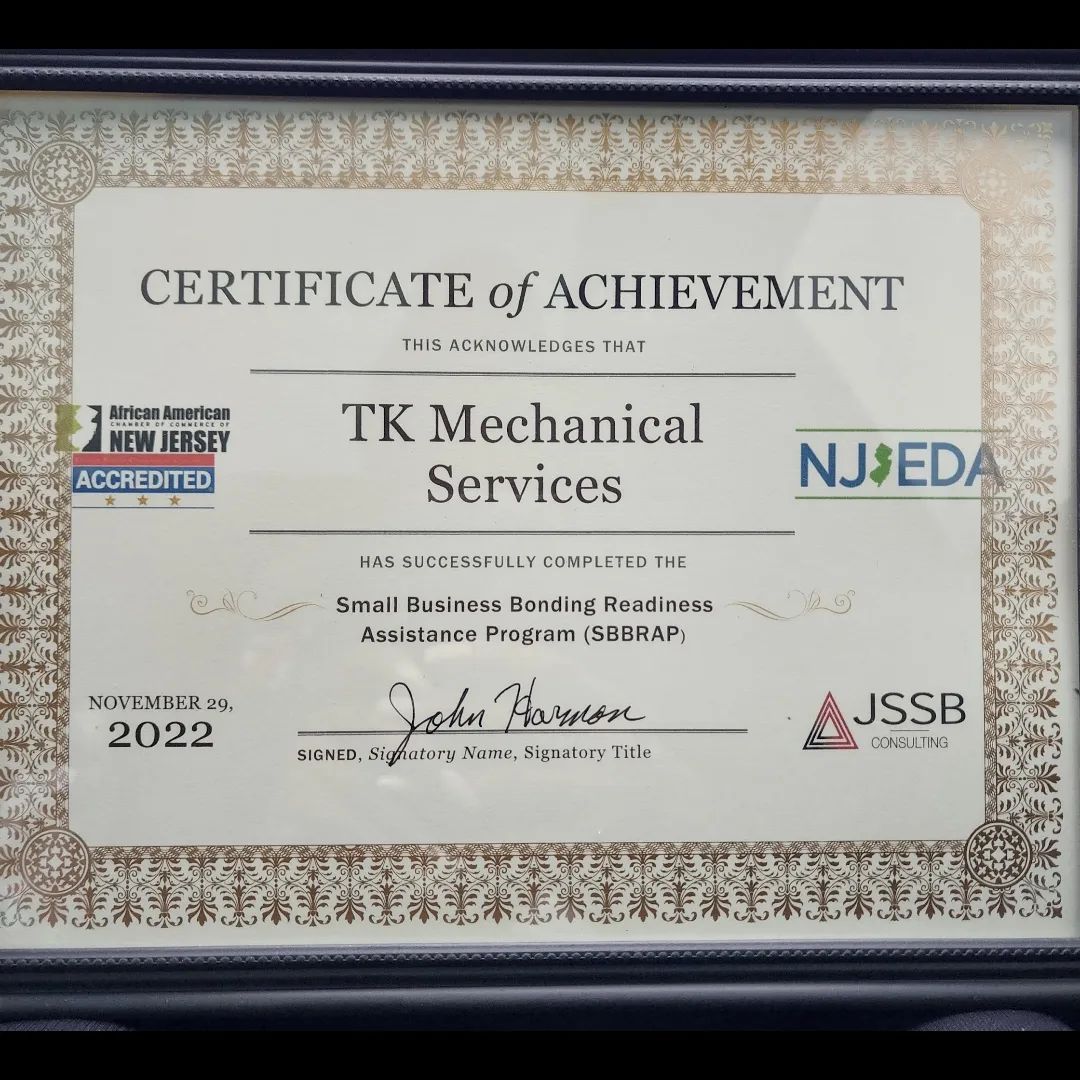 CERTIFICATE of ACHIEVEMENT
THIS ACKNOWLEDGES THAT
African American
CHAMBER OF COMMERCE OF
NEW JERSEY
ACCREDITED
TK Mechanical
Services
NJ EDA
HAS SUCCESSFULLY COMPLETED THE
Small Business Bonding Readiness
Assistance Program (SBBRAP)
NOVEMBER 29,
2022
John Harmon
SIGNED, Signatory Name, Signatory Title
JSSB
CONSULTING